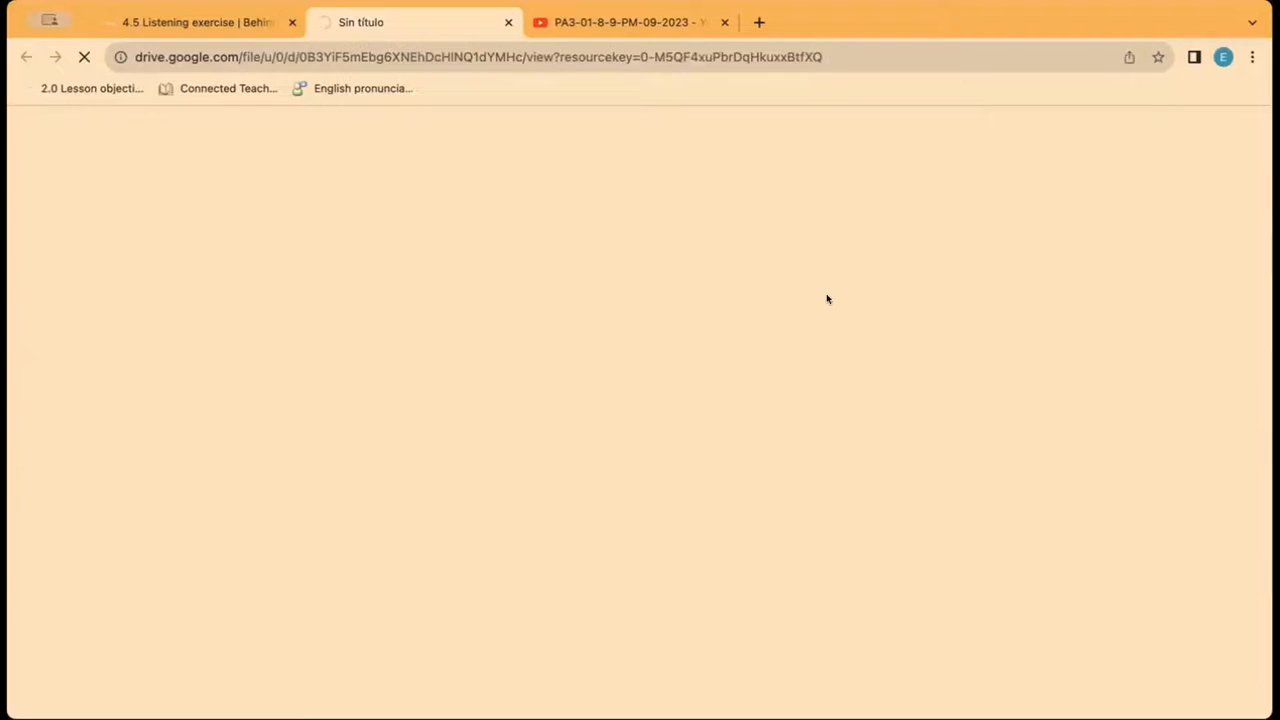 4.5 Listening exercise | Behin
Sin título
PA3-01-8-9-PM-09-2023 - Y
drive.google.com/file/u/0/d/0B3YiF5mEbg6XNEhDcHlNQ1dYMHc/view?resourcekey=0-M5QF4xuPbrDqHkuxxBtfXQ
E
2.0 Lesson objecti...
Connected Teach...
English pronuncia...